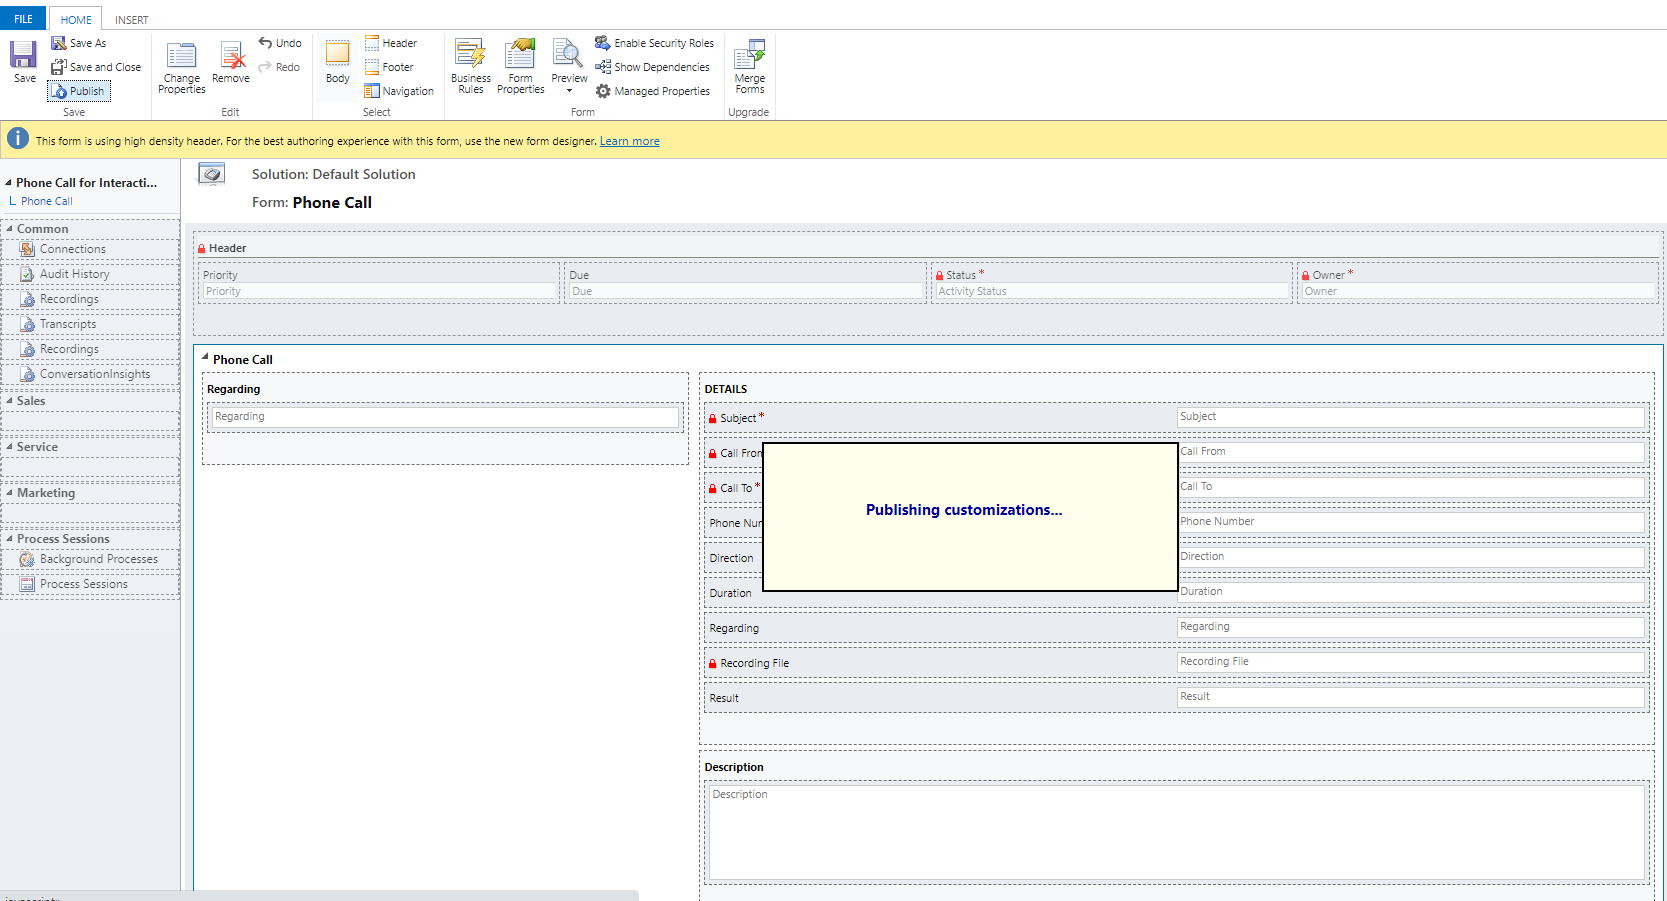 FILE
HOME
INSERT
Save
Save As
Save and Close
Publish
Save
Change Properties
Remove
Undo
Redo
Edit
Body
Header
Footer
Navigation
Select
Business Rules
Form Properties
Preview
Enable Security Roles
Show Dependencies
Managed Properties
Form
Merge Forms
Upgrade
This form is using high density header. For the best authoring experience with this form, use the new form designer. Learn more
Phone Call for Interacti...
Phone Call
Common
Connections
Audit History
Recordings
Transcripts
Recordings
ConversationInsights
Sales
Service
Marketing
Process Sessions
Background Processes
Process Sessions
Solution: Default Solution
Form: Phone Call
Header
Priority
Priority
Due
Due
Status *
Activity Status
Owner *
Owner
Phone Call
Regarding
Regarding
DETAILS
Subject *
Subject
Call From
Call From
Call To *
Call To
Phone Num
Phone Number
Publishing customizations...
Direction
Direction
Duration
Duration
Regarding
Regarding
Recording File
Recording File
Result
Result
Description
Description